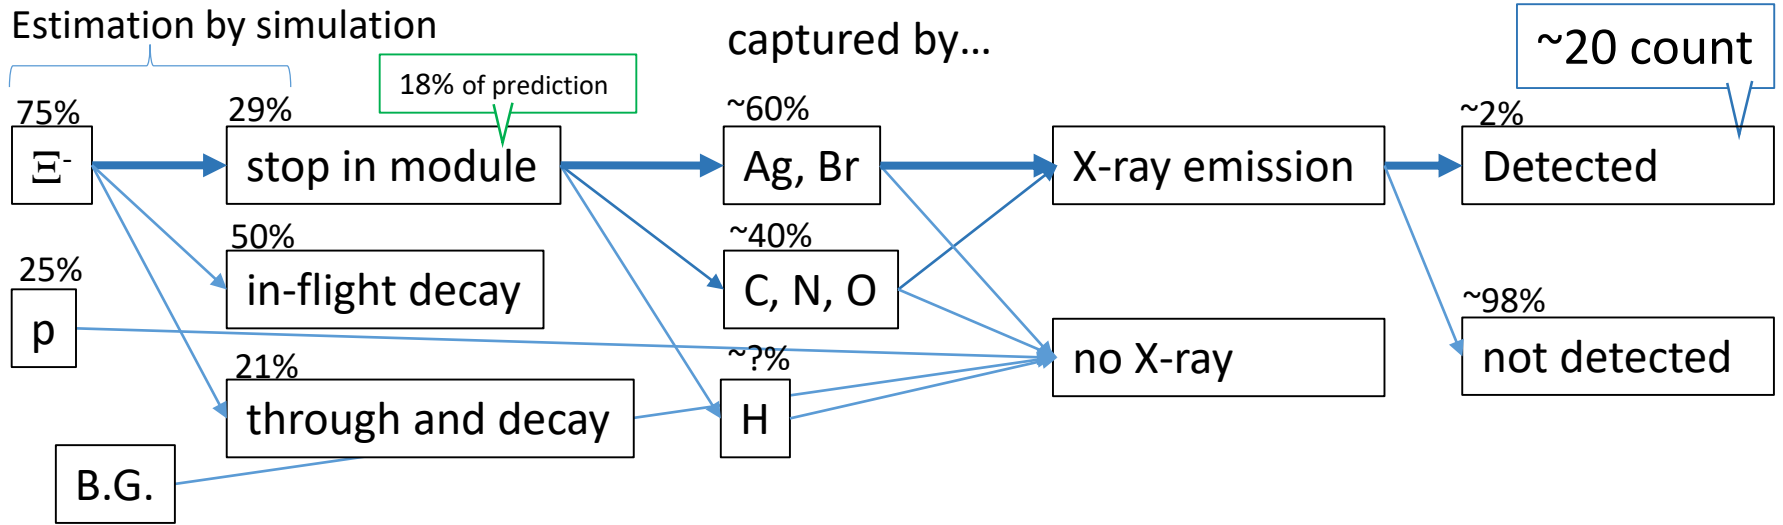 Estimation by simulation
captured by...
~20 count
18% of prediction
75%
29%
~60%
~2%
Ξ-
stop in module
Ag, Br
X-ray emission
Detected
50%
~40%
25%
in-flight decay
C, N, O
~98%
p
no X-ray
not detected
21%
~?%
through and decay
H
B.G.